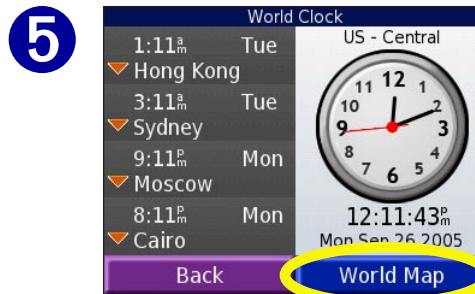 5
World Clock
1:11am Tue
Hong Kong
3:11am Tue
Sydney
9:11pm Mon
Moscow
8:11pm Mon
Cairo
US - Central
11 12 1
10 2
9 3
8 4
7 6 5
12:11:43pm
Mon Sep 26 2005
Back
World Map